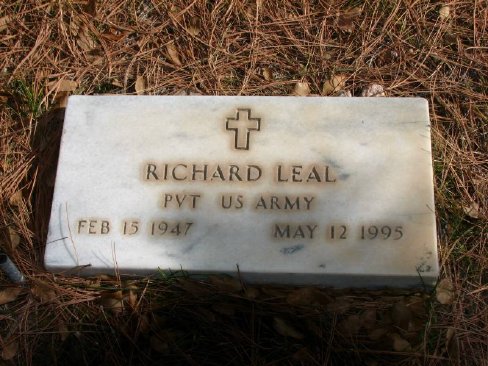 RICHARD LEAL
PVT US ARMY
FEB 15 1947 MAY 12 1995